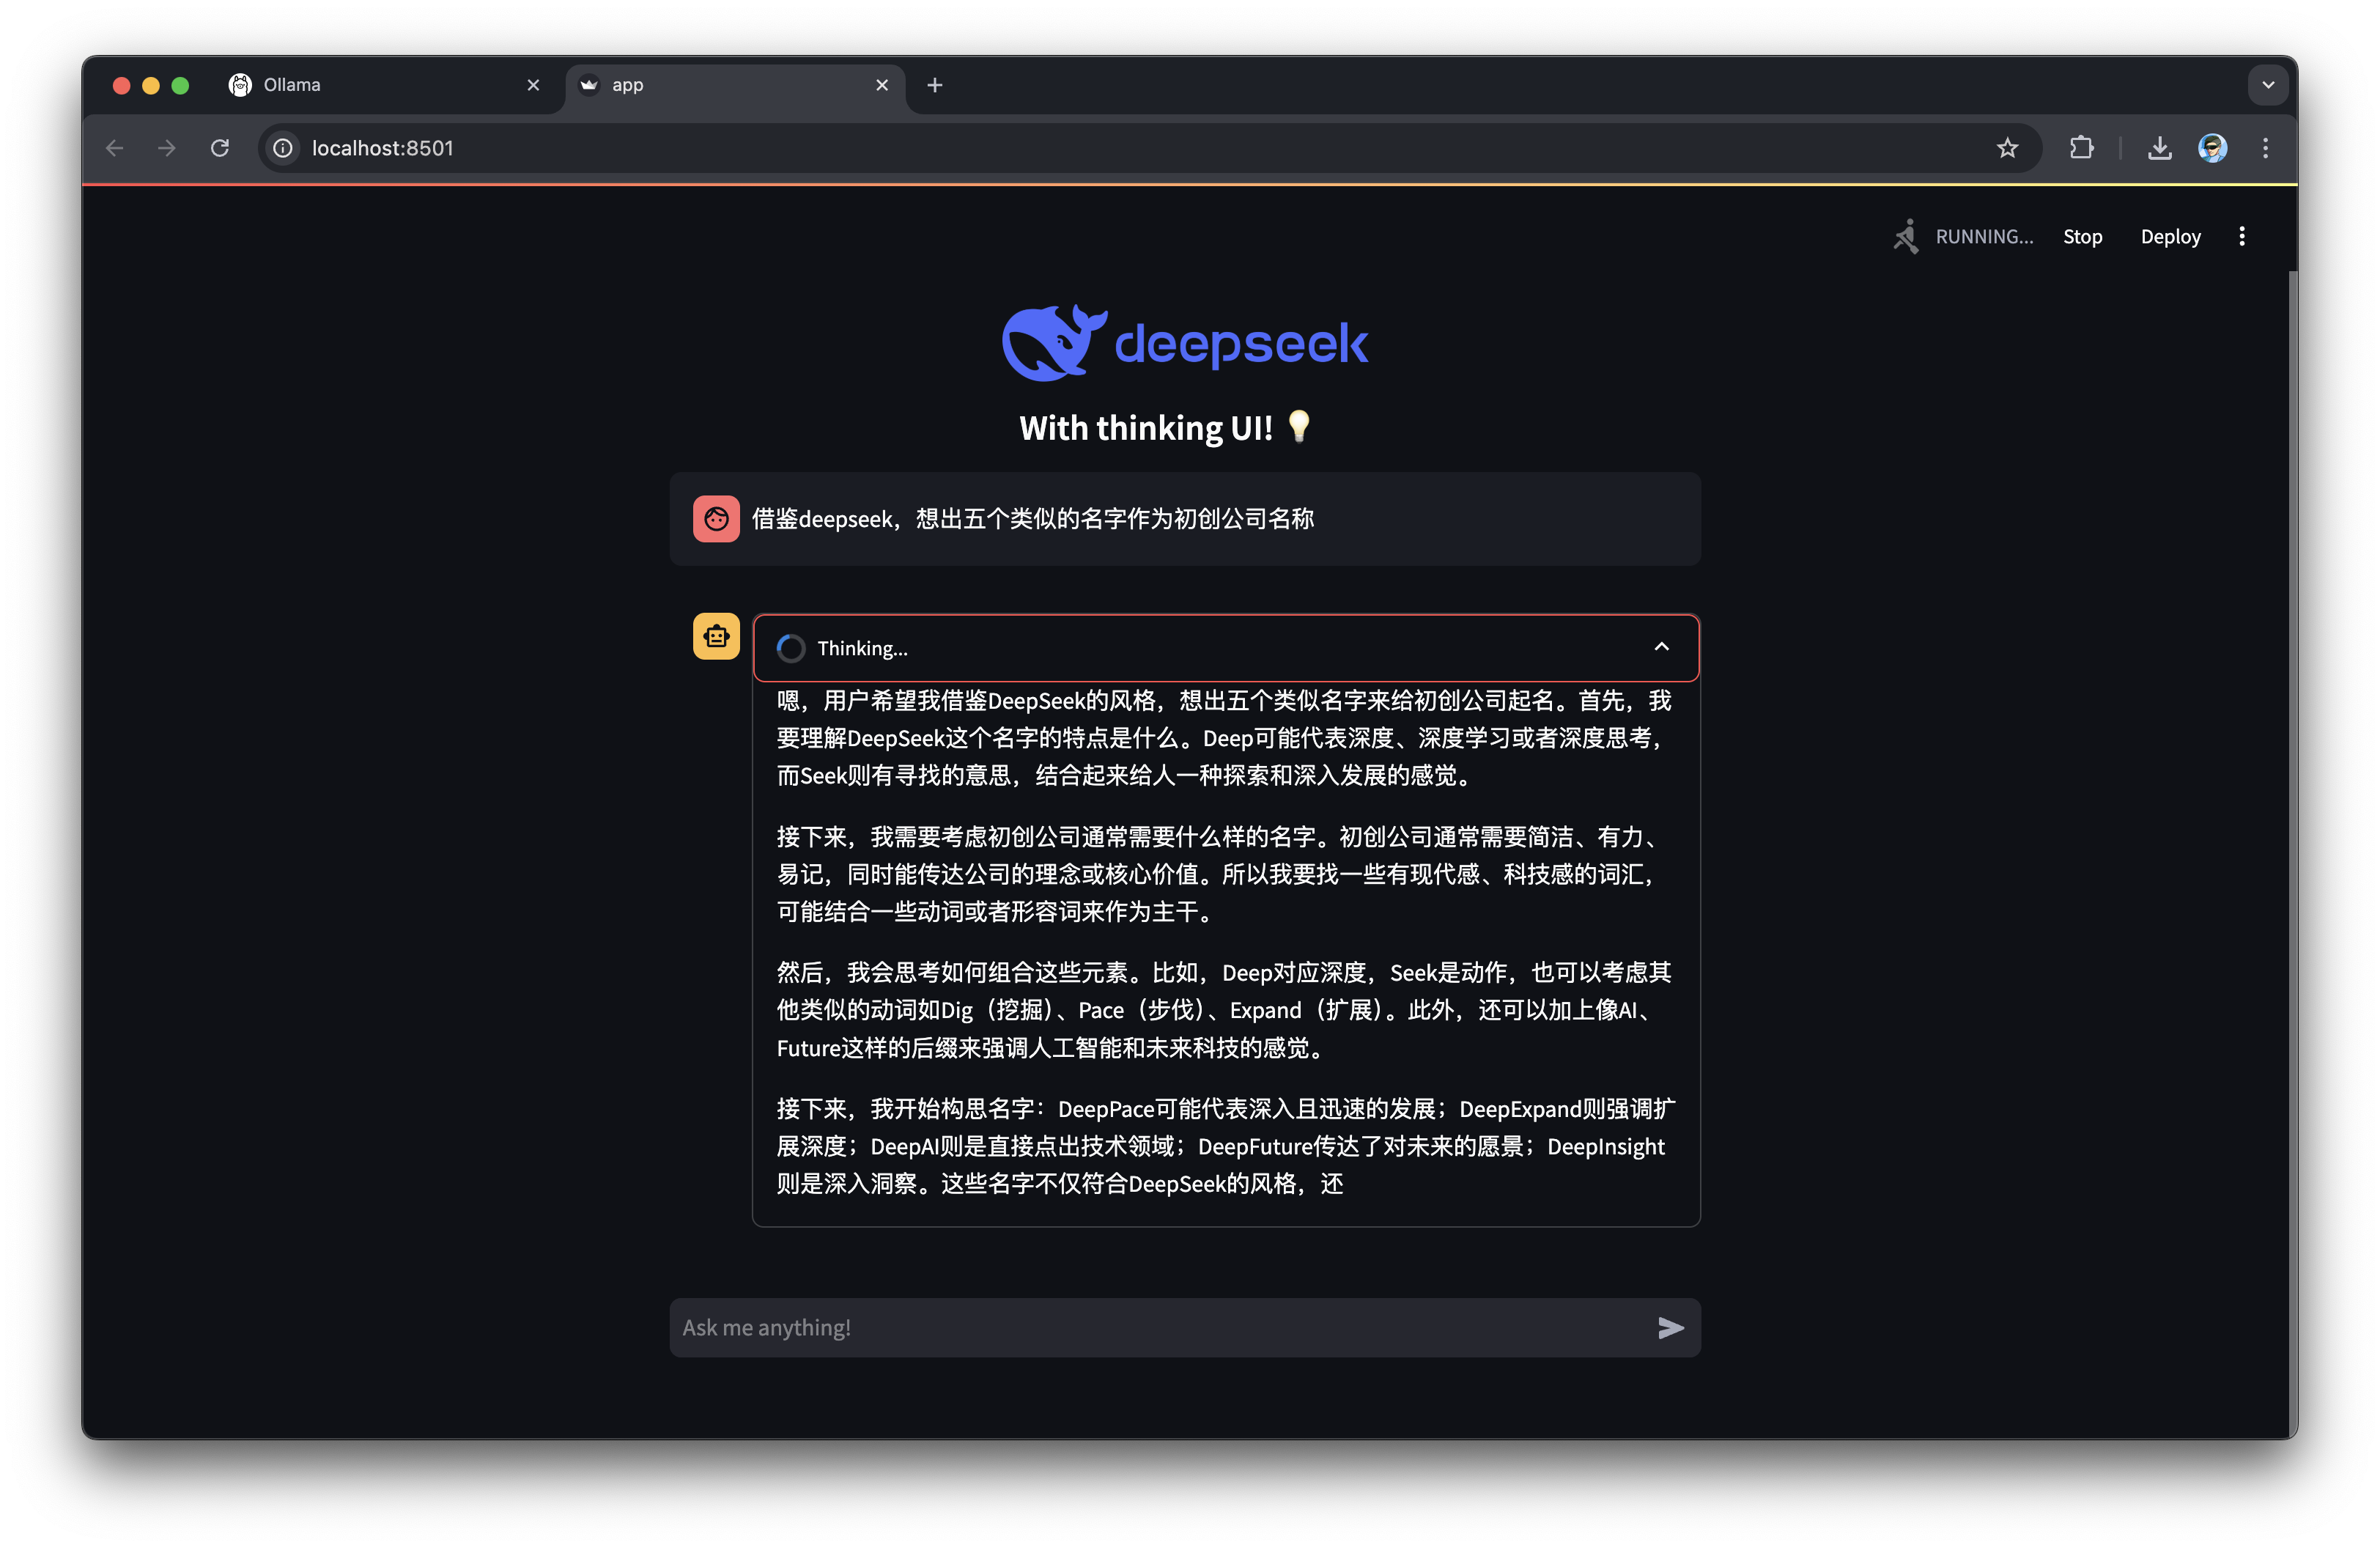 Ollama
app
localhost:8501
RUNNING...
Stop
Deploy
deepseek
With thinking UI!
借鉴deepseek，想出五个类似的名字作为初创公司名称
Thinking...
嗯，用户希望我借鉴DeepSeek的风格，想出五个类似名字来给初创公司起名。首先，我
要理解DeepSeek这个名字的特点是什么。Deep可能代表深度、深度学习或者深度思考，
而Seek则有寻找的意思，结合起来给人一种探索和深入发展的感觉。
接下来，我需要考虑初创公司通常需要什么样的名字。初创公司通常需要简洁、有力、
易记，同时能传达公司的理念或核心价值。所以我要找一些有现代感、科技感的词汇，
可能结合一些动词或者形容词来作为主干。
然后，我会思考如何组合这些元素。比如，Deep对应深度，Seek是动作，也可以考虑其
他类似的动词如Dig（挖掘）、Pace（步伐）、Expand（扩展）。此外，还可以加上像AI、
Future这样的后缀来强调人工智能和未来科技的感觉。
接下来，我开始构思名字：DeepPace可能代表深入且迅速的发展；DeepExpand则强调扩
展深度；DeepAI则是直接点出技术领域；DeepFuture传达了对未来的愿景；DeepInsight
则是深入洞察。这些名字不仅符合DeepSeek的风格，还
Ask me anything!